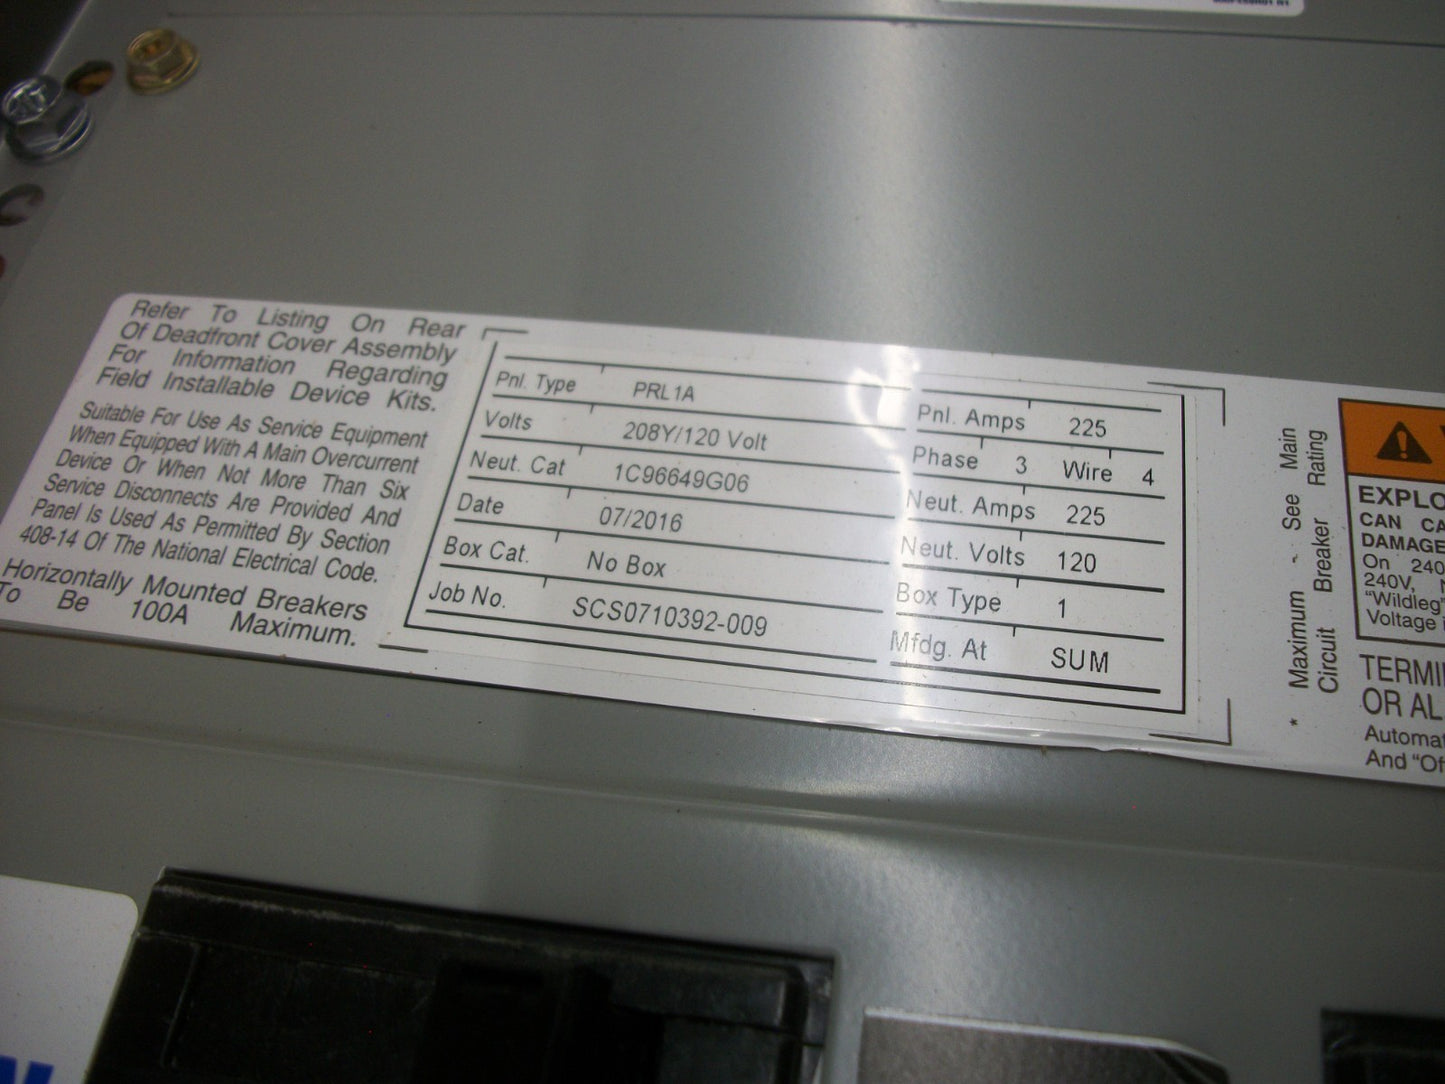 Refer To Listing On Rear
Of Deadfront Cover Assembly
For Information Regarding
Field Installable Device Kits.
Suitable For Use As Service Equipment
When Equipped With A Main Overcurrent
Device Or When Not More Than Six
Service Disconnects Are Provided And
Panel Is Used As Permitted By Section
408-14 Of The National Electrical Code.
Horizontally Mounted Breakers
To Be 100A Maximum.
Pnl. Type PRL1A Pnl. Amps 225
Volts 208Y/120 Volt Phase 3 Wire 4
Neut. Cat 1C96649G06 Neut. Amps 225
Date 07/2016 Neut. Volts 120
Box Cat. No Box Box Type 1
Job No. SCS0710392-009 Mfdg. At SUM
* Maximum - See Main
Circuit Breaker Rating
EXPLO
CAN CA
DAMAGE
On 240
240V,
"Wildleg"
Voltage
TERMI
OR AL
Automat
And "Of